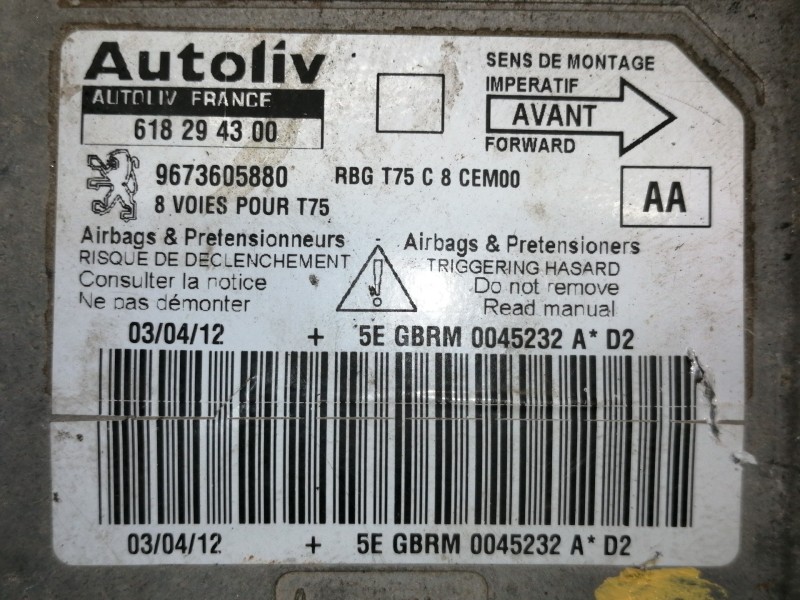 Autoliv
AUTOLIV FRANCE
618 29 43 00
SENS DE MONTAGE
IMPERATIF
AVANT
FORWARD
9673605880 RBG T75 C 8 CEM00
8 VOIES POUR T75
AA
Airbags & Pretensionneurs
RISQUE DE DECLENCHEMENT
Consulter la notice
Ne pas démonter
!
Airbags & Pretensioners
TRIGGERING HASARD
Do not remove
Read manual
03/04/12 + 5E GBRM 0045232 A* D2
03/04/12 + 5E GBRM 0045232 A* D2